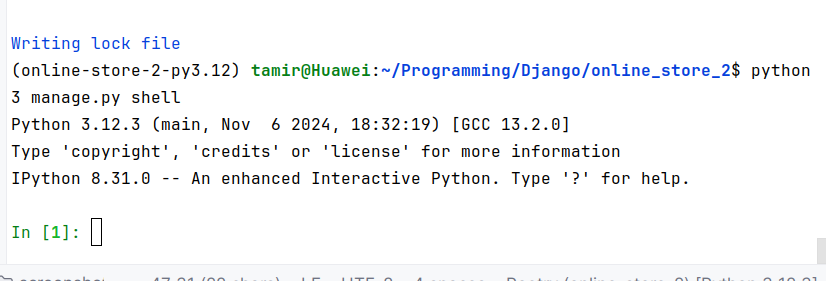 Writing lock file
(online-store-2-py3.12) tamir@Huawei:~/Programming/Django/online_store_2$ python
3 manage.py shell
Python 3.12.3 (main, Nov  6 2024, 18:32:19) [GCC 13.2.0]
Type 'copyright', 'credits' or 'license' for more information
IPython 8.31.0 -- An enhanced Interactive Python. Type '?' for help.
In [1]: